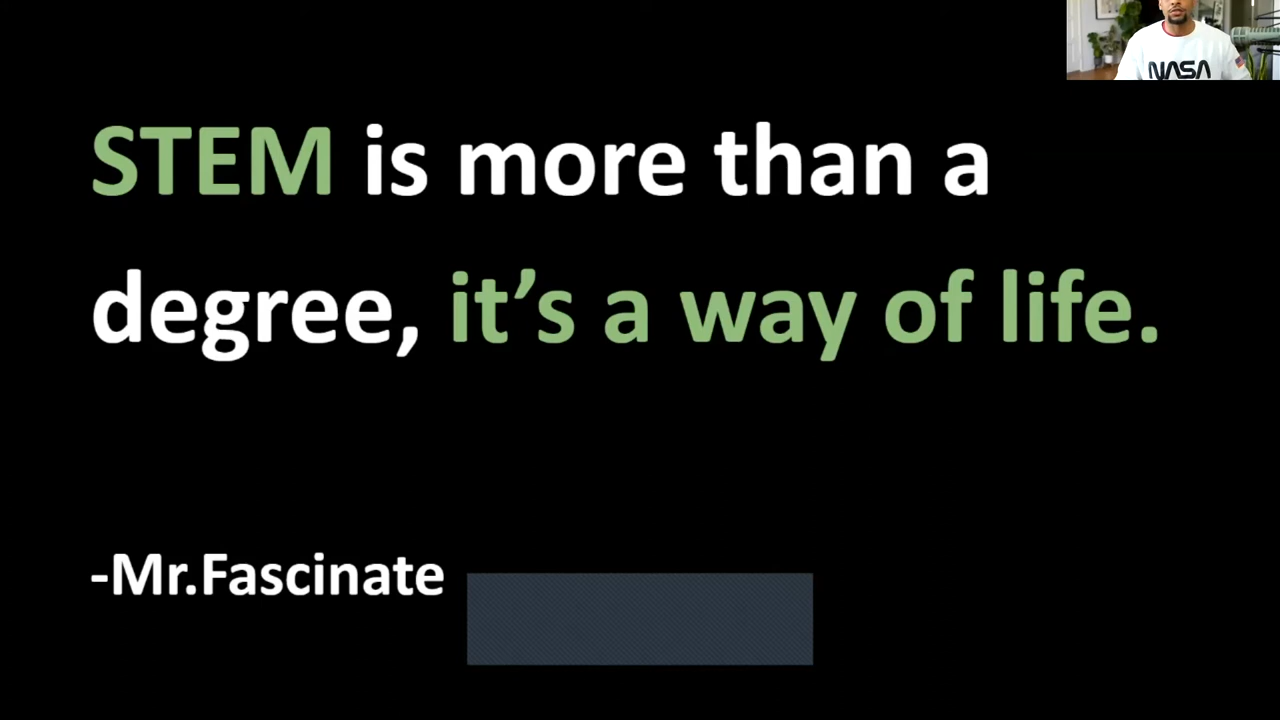 NASA
STEM is more than a
degree, it’s a way of life.
-Mr.Fascinate